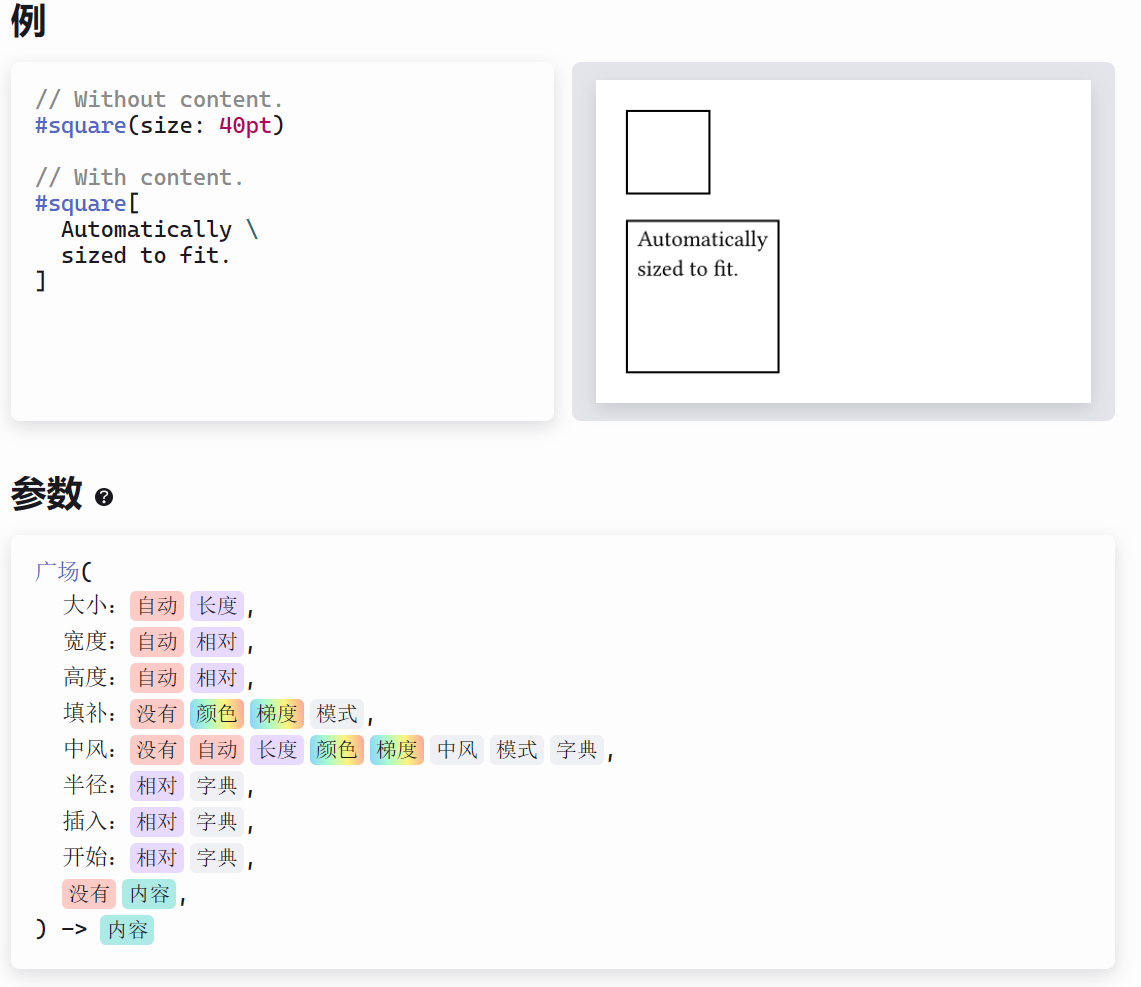 例
// Without content.
#square(size: 40pt)
// With content.
#square[
Automatically \
sized to fit.
]
Automatically
sized to fit.
参数 ?
广场(
大小: 自动 长度 ,
宽度: 自动 相对 ,
高度: 自动 相对 ,
填补: 没有 颜色 梯度 模式 ,
中风: 没有 自动 长度 颜色 梯度 中风 模式 字典 ,
半径: 相对 字典 ,
插入: 相对 字典 ,
开始: 相对 字典 ,
没有 内容 ,
) -> 内容